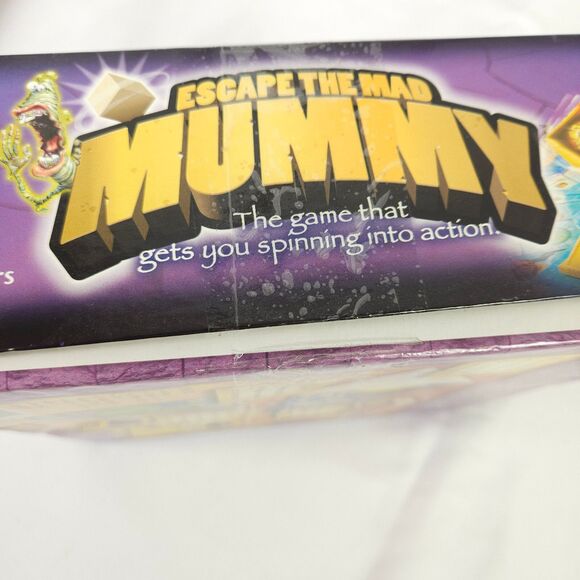 ESCAPE THE MAD
MUMMY
The game that
gets you spinning into action!